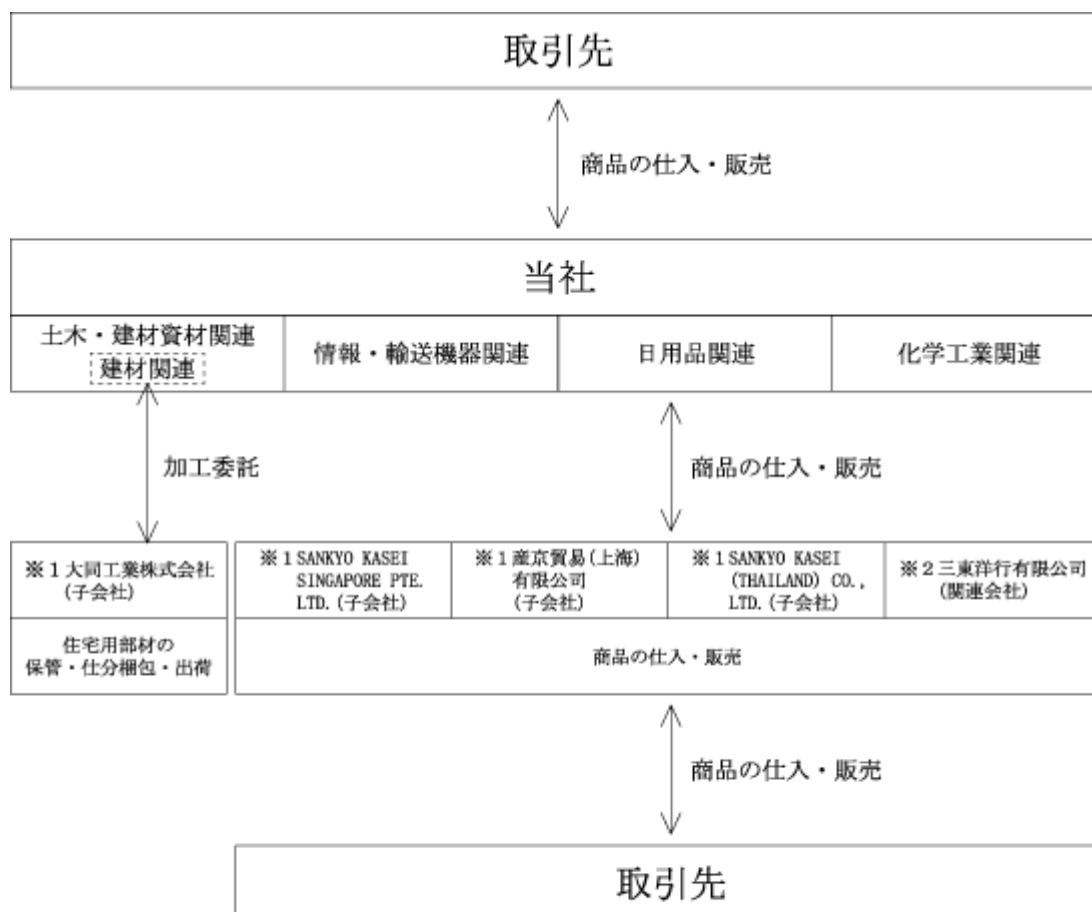 取引先
商品の仕入・販売
当社
土木・建材資材関連
建材関連
情報・輸送機器関連
日用品関連
化学工業関連
加工委託
商品の仕入・販売
※1大同工業株式会社
(子会社)
※1SANKYO KASEI
SINGAPORE PTE.
LTD.(子会社)
※1産京貿易(上海)
有限公司
(子会社)
※1SANKYO KASEI
(THAILAND) CO.,
LTD.(子会社)
※2三東洋行有限公司
(関連会社)
住宅用部材の
保管・仕分梱包・出荷
商品の仕入・販売
商品の仕入・販売
取引先